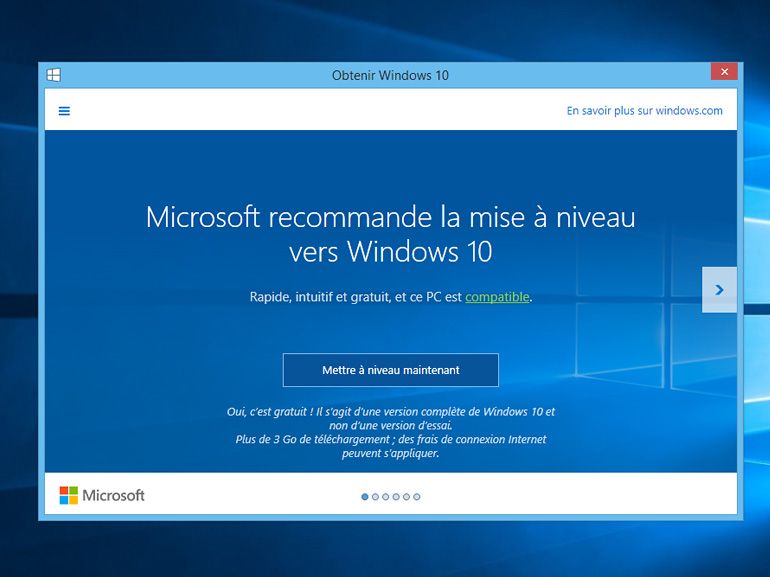 Obtenir Windows 10
En savoir plus sur windows.com
Microsoft recommande la mise à niveau
vers Windows 10
Rapide, intuitif et gratuit, et ce PC est compatible.
Mettre à niveau maintenant
Oui, c'est gratuit ! Il s'agit d'une version complète de Windows 10 et
non d'une version d'essai.
Plus de 3 Go de téléchargement ; des frais de connexion Internet
peuvent s'appliquer.
Microsoft